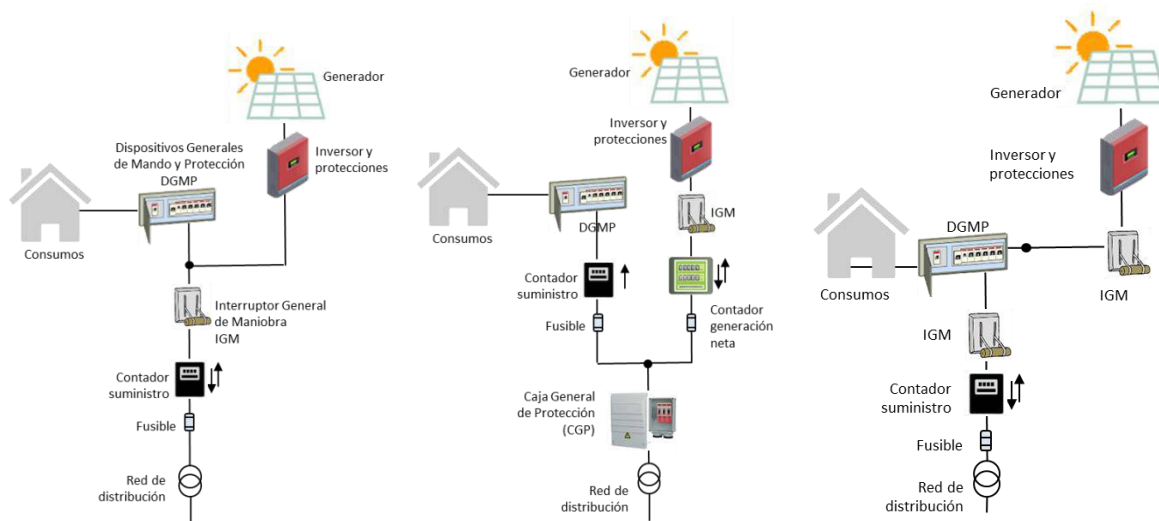 Generador
Dispositivos Generales
de Mando y Protección
DGMP
Inversor y
protecciones
Consumos
Interruptor General
de Maniobra
IGM
Contador
suministro
Fusible
Red de
distribución
Generador
Inversor y
protecciones
IGM
DGMP
Consumos
Contador
suministro
Contador
generación
neta
Fusible
Caja General
de Protección
(CGP)
Red de
distribución
Generador
Inversor y
protecciones
DGMP
Consumos
IGM
IGM
Contador
suministro
Fusible
Red de
distribución